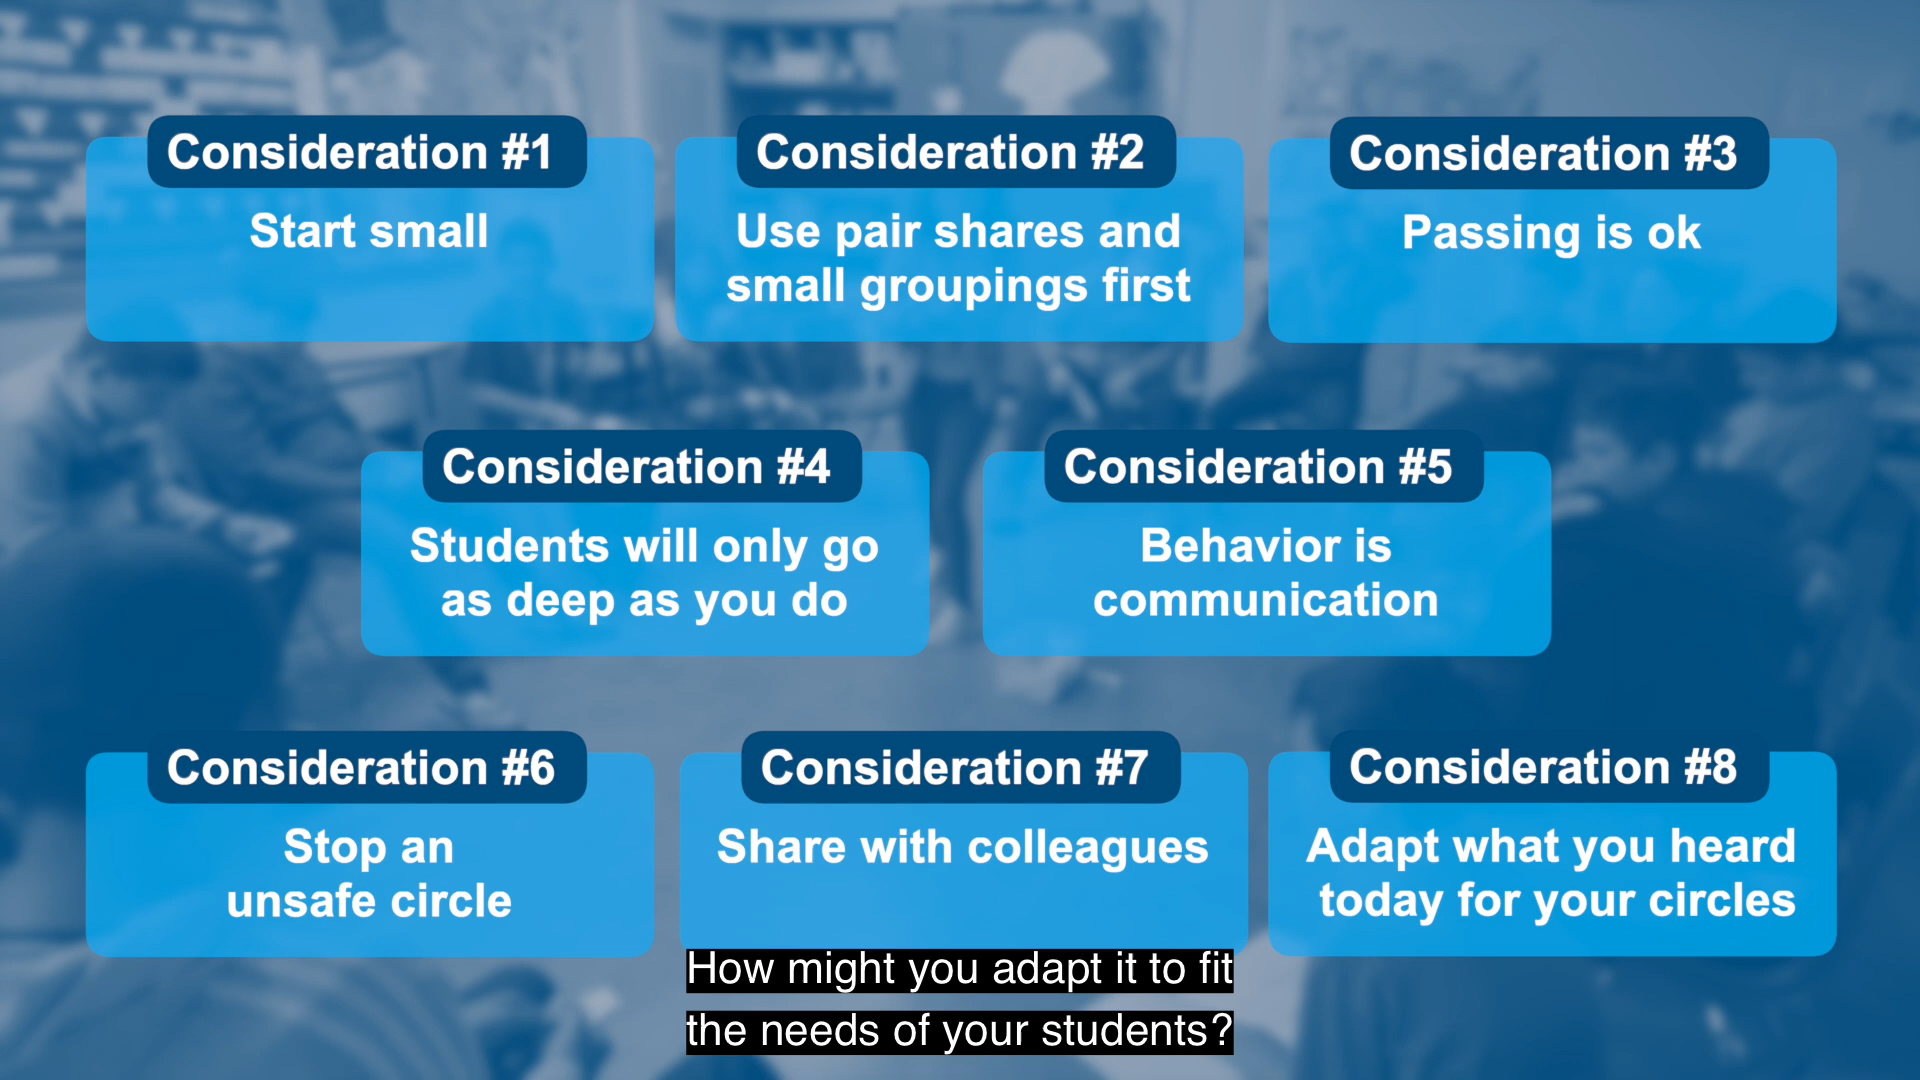 Consideration #1
Start small
Consideration #2
Use pair shares and
small groupings first
Consideration #3
Passing is ok
Consideration #4
Students will only go
as deep as you do
Consideration #5
Behavior is
communication
Consideration #6
Stop an
unsafe circle
Consideration #7
Share with colleagues
Consideration #8
Adapt what you heard
today for your circles
How might you adapt it to fit
the needs of your students?